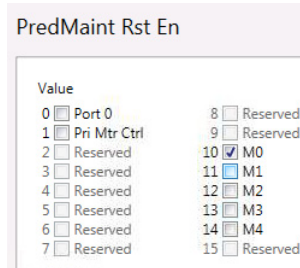 PredMaint Rst En
Value
0 Port 0
1 Pri Mtr Ctrl
2 Reserved
3 Reserved
4 Reserved
5 Reserved
6 Reserved
7 Reserved
8 Reserved
9 Reserved
10 M0
11 M1
12 M2
13 M3
14 M4
15 Reserved